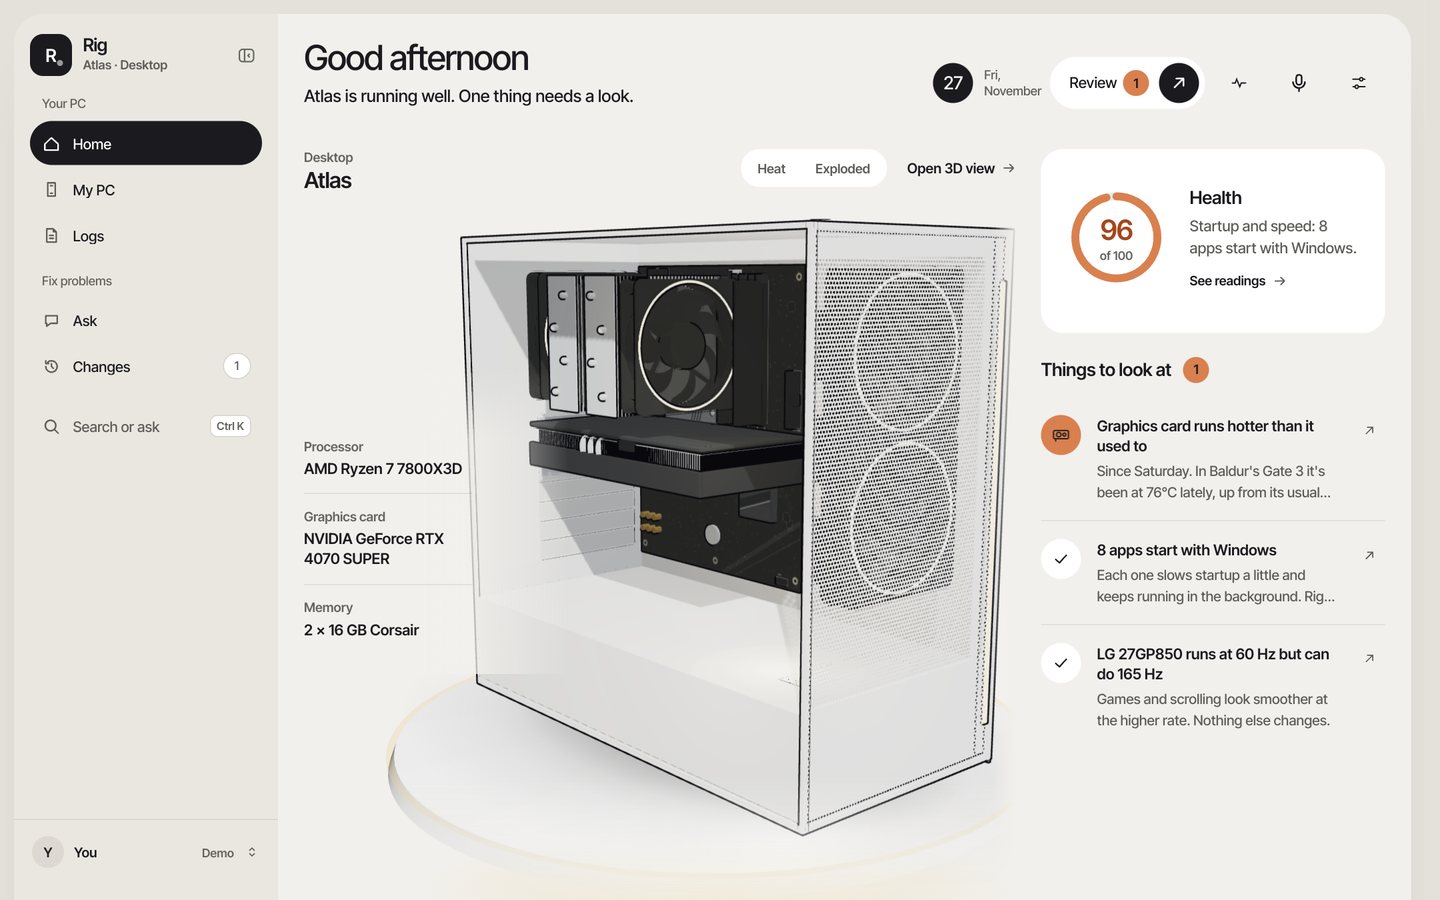 R.
Rig
Atlas · Desktop
Your PC
Home
My PC
Logs
Fix problems
Ask
Changes
1
Search or ask
Ctrl K
Y
You
Demo
Good afternoon
Atlas is running well. One thing needs a look.
27
Fri,
November
Review
1
Desktop
Atlas
Heat
Exploded
Open 3D view
Processor
AMD Ryzen 7 7800X3D
Graphics card
NVIDIA GeForce RTX
4070 SUPER
Memory
2 × 16 GB Corsair
96
of 100
Health
Startup and speed: 8
apps start with Windows.
See readings
Things to look at
1
Graphics card runs hotter than it
used to
Since Saturday. In Baldur's Gate 3 it's
been at 76°C lately, up from its usual...
8 apps start with Windows
Each one slows startup a little and
keeps running in the background. Rig...
LG 27GP850 runs at 60 Hz but can
do 165 Hz
Games and scrolling look smoother at
the higher rate. Nothing else changes.